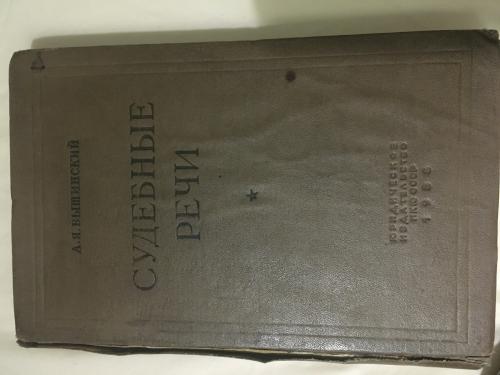 А.Я.ВЫШИНСКИЙ
СУДЕБНЫЕ
РЕЧИ
ЮРИДИЧЕСКОЕ
ИЗДАТЕЛЬСТВО
НКЮ СССР